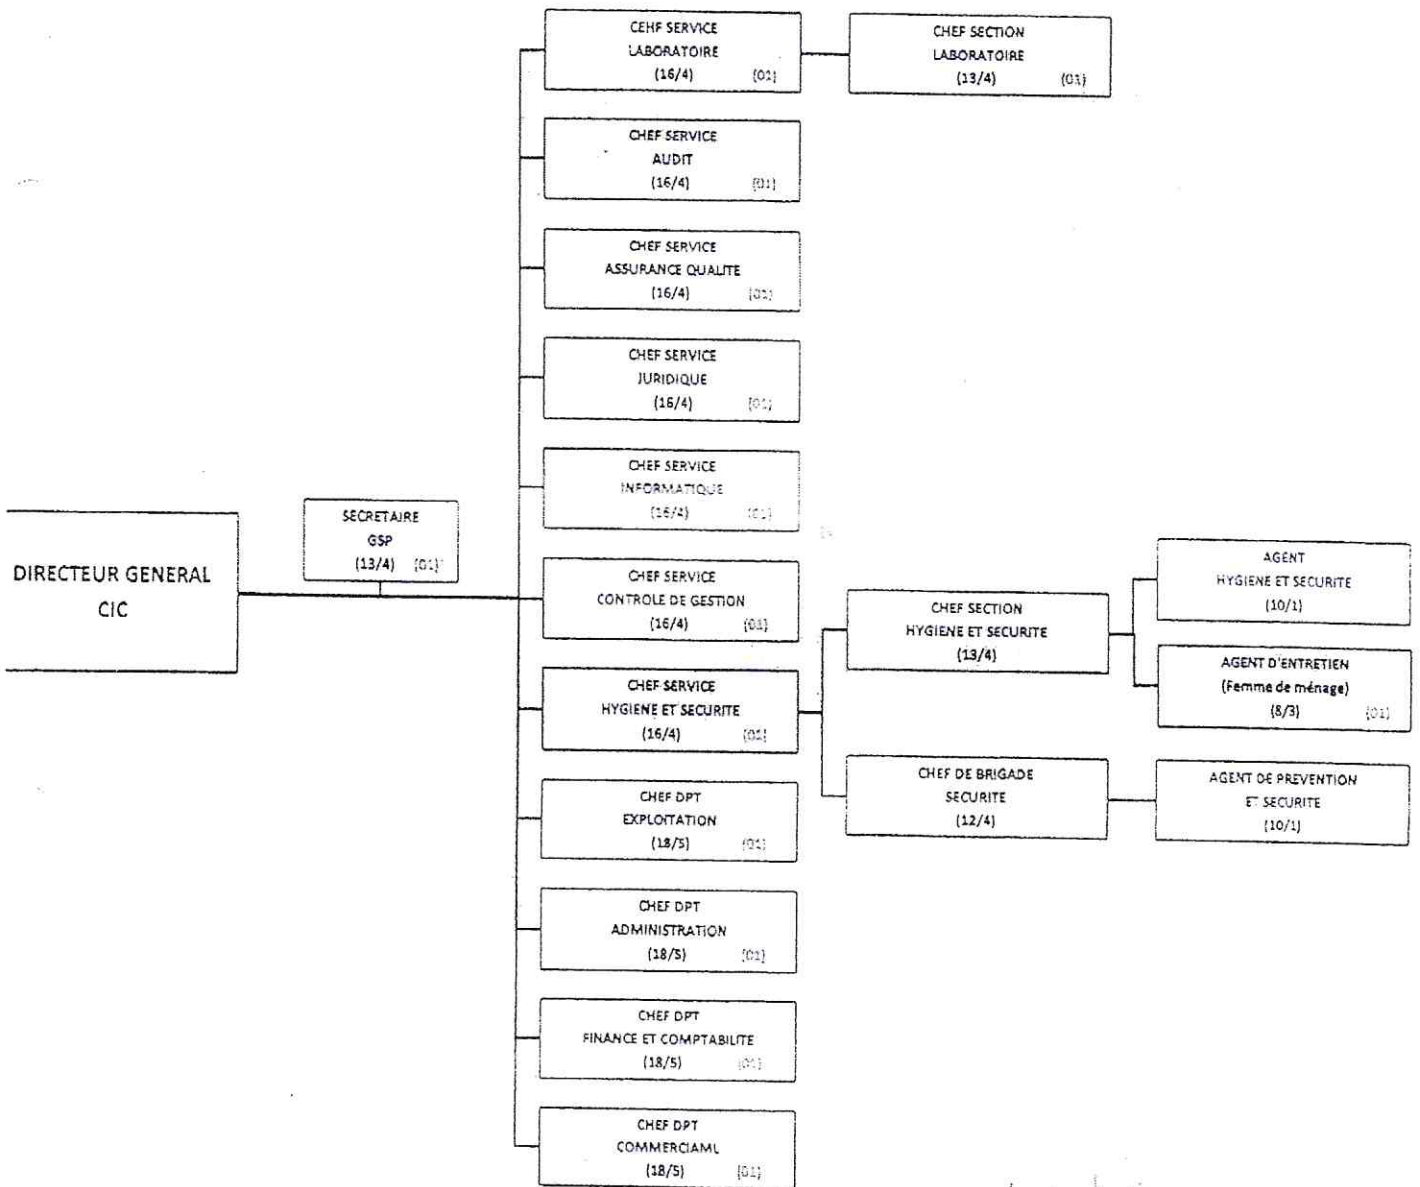 CEHF SERVICE
LABORATOIRE
(16/4) (01)
CHEF SECTION
LABORATOIRE
(13/4) (01)
CHEF SERVICE
AUDIT
(16/4) (01)
CHEF SERVICE
ASSURANCE QUALITE
(16/4) (01)
CHEF SERVICE
JURIDIQUE
(16/4) (01)
CHEF SERVICE
INFORMATIQUE
(16/4) (01)
DIRECTEUR GENERAL
CIC
SECRETAIRE
GSP
(13/4) (01)
CHEF SERVICE
CONTROLE DE GESTION
(16/4) (01)
CHEF SERVICE
HYGIENE ET SECURITE
(16/4) (01)
CHEF SECTION
HYGIENE ET SECURITE
(13/4)
AGENT
HYGIENE ET SECURITE
(10/1)
AGENT D'ENTRETIEN
(Femme de ménage)
(8/3) (01)
CHEF DE BRIGADE
SECURITE
(12/4)
AGENT DE PREVENTION
ET SECURITE
(10/1)
CHEF DPT
EXPLOITATION
(18/5) (01)
CHEF DPT
ADMINISTRATION
(18/5) (01)
CHEF DPT
FINANCE ET COMPTABILITE
(18/5) (01)
CHEF DPT
COMMERCIAML
(18/5) (01)